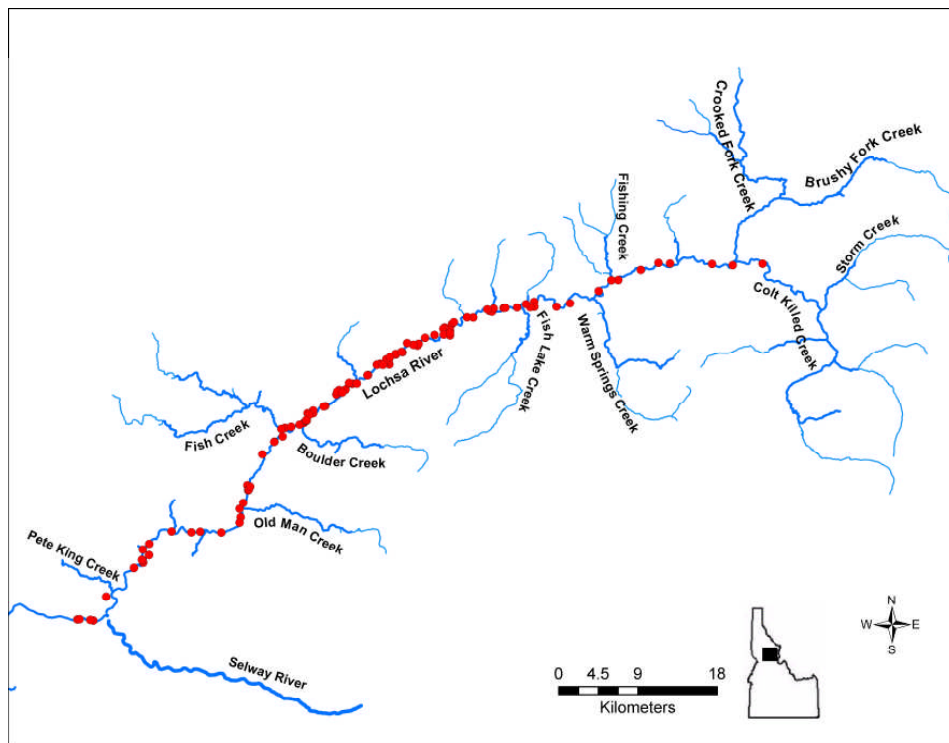 Crooked Fork Creek
Brushy Fork Creek
Fishing Creek
Storm Creek
Colt Killed Creek
Fish Lake Creek
Warm Springs Creek
Lochsa River
Fish Creek
Boulder Creek
Old Man Creek
Pete King Creek
Selway River
N
W E
S
0 4.5 9 18
Kilometers